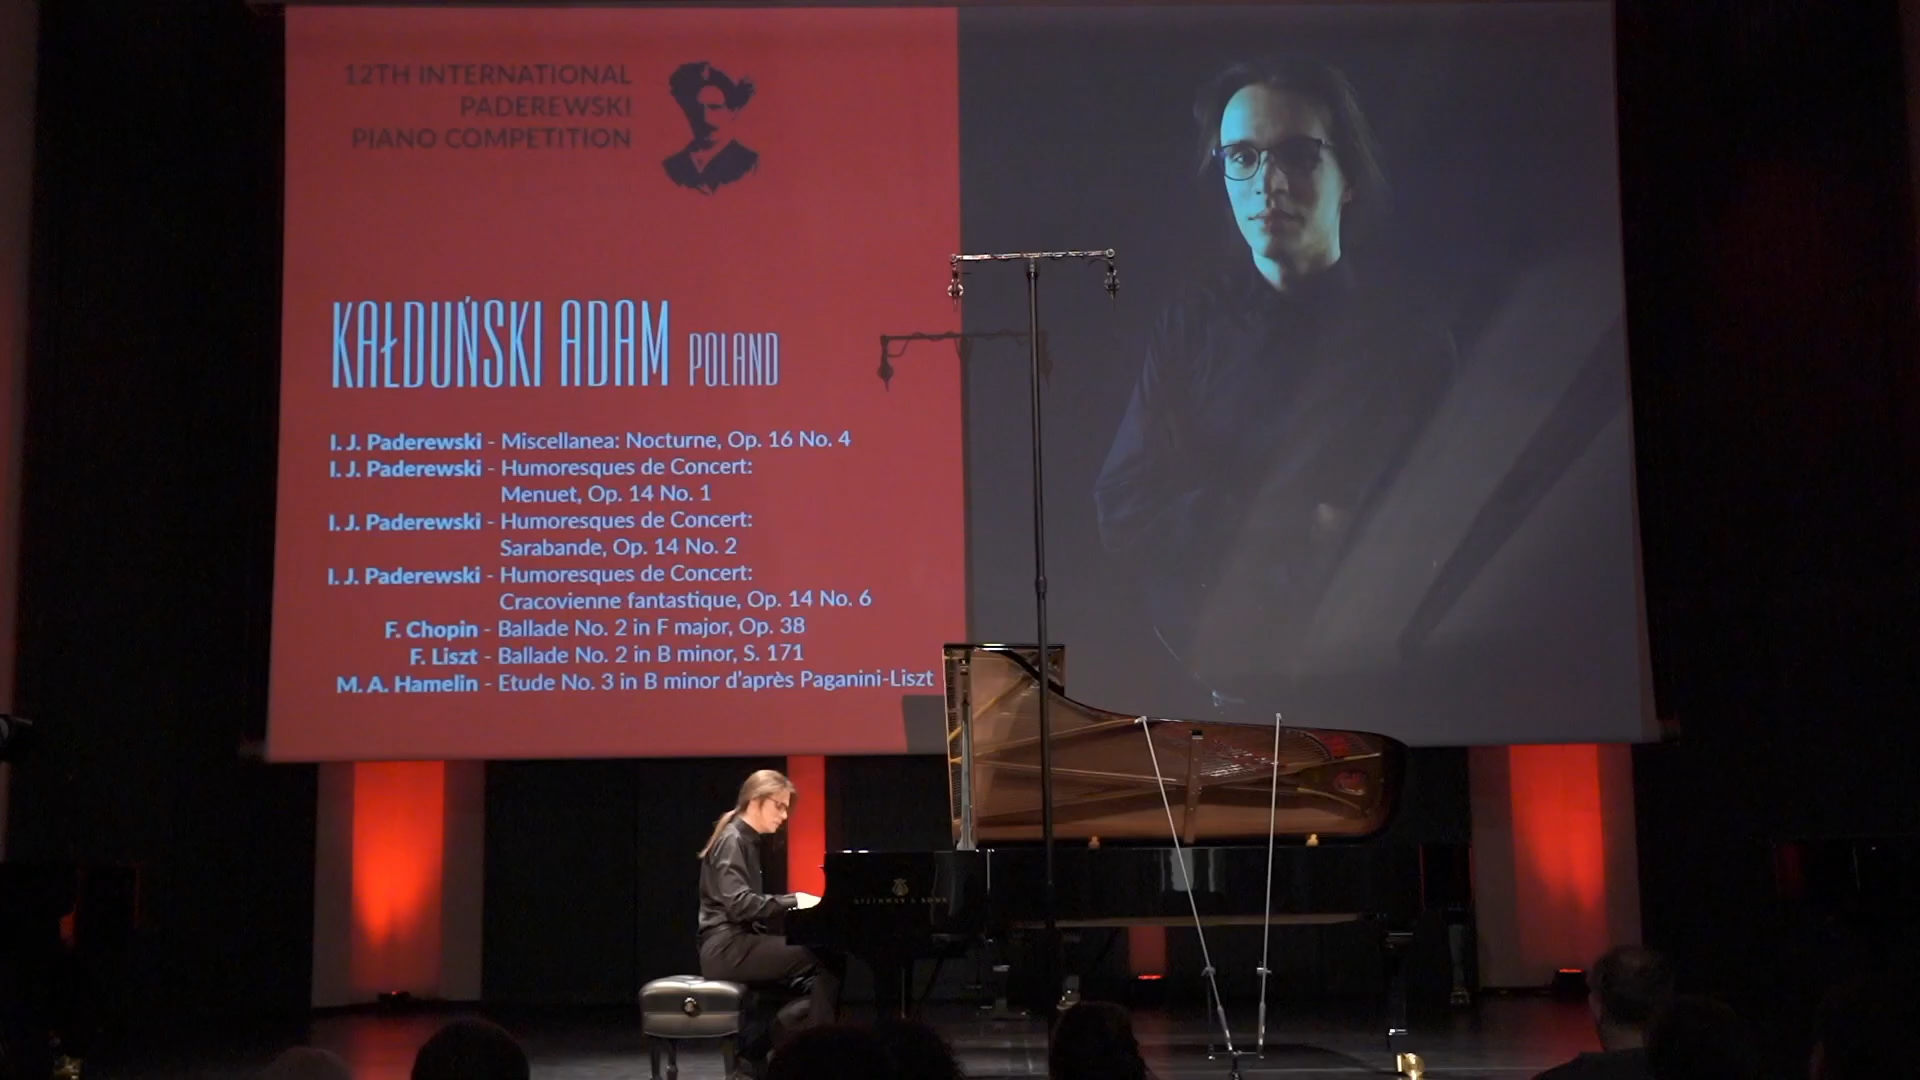 12TH INTERNATIONAL
PADEREWSKI
PIANO COMPETITION
KAŁDUŃSKI ADAM POLAND
I. J. Paderewski - Miscellanea: Nocturne, Op. 16 No. 4
I. J. Paderewski - Humoresques de Concert:
Menuet, Op. 14 No. 1
I. J. Paderewski - Humoresques de Concert:
Sarabande, Op. 14 No. 2
I. J. Paderewski - Humoresques de Concert:
Cracovienne fantastique, Op. 14 No. 6
F. Chopin - Ballade No. 2 in F major, Op. 38
F. Liszt - Ballade No. 2 in B minor, S. 171
M. A. Hamelin - Etude No. 3 in B minor d'après Paganini-Liszt
STEINWAY & SONS